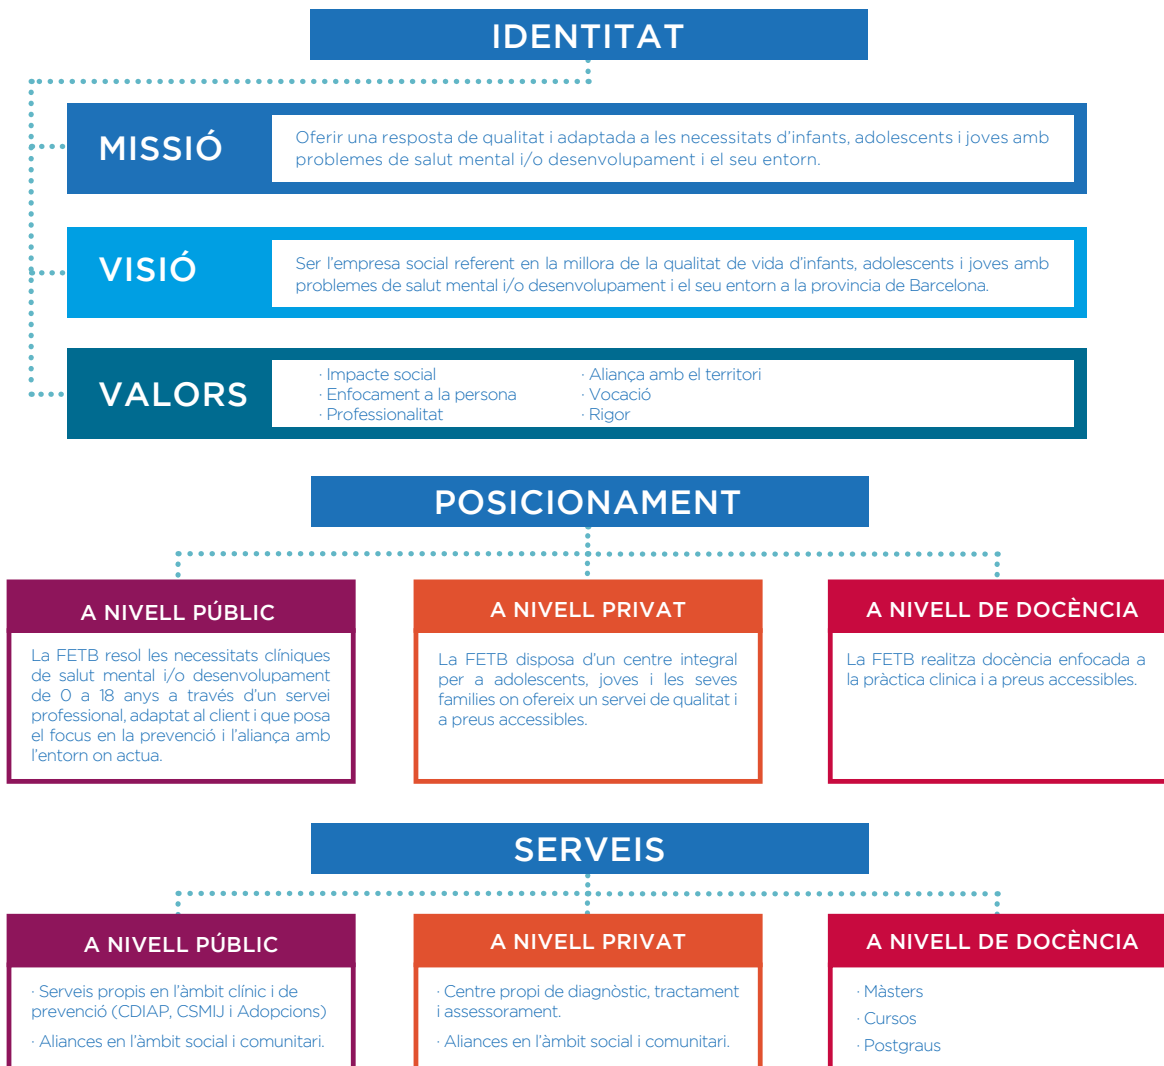 IDENTITAT
MISSIÓ
Oferir una resposta de qualitat i adaptada a les necessitats d'infants, adolescents i joves amb
problemes de salut mental i/o desenvolupament i el seu entorn.
VISIÓ
Ser l'empresa social referent en la millora de la qualitat de vida d'infants, adolescents i joves amb
problemes de salut mental i/o desenvolupament i el seu entorn a la provincia de Barcelona.
VALORS
· Impacte social
· Enfocament a la persona
· Professionalitat
· Aliança amb el territori
· Vocació
· Rigor
POSICIONAMENT
A NIVELL PÚBLIC
La FETB resol les necessitats clíniques
de salut mental i/o desenvolupament
de 0 a 18 anys a través d'un servei
professional, adaptat al client i que posa
el focus en la prevenció i l'aliança amb
l'entorn on actua.
A NIVELL PRIVAT
La FETB disposa d'un centre integral
per a adolescents, joves i les seves
families on ofereix un servei de qualitat i
a preus accessibles.
A NIVELL DE DOCÈNCIA
La FETB realitza docència enfocada a
la pràctica clinica i a preus accessibles.
SERVEIS
A NIVELL PÚBLIC
· Serveis propis en l'àmbit clínic i de
prevenció (CDIAP, CSMIJ i Adopcions)
· Aliances en l'àmbit social i comunitari.
A NIVELL PRIVAT
· Centre propi de diagnòstic, tractament
i assessorament.
· Aliances en l'àmbit social i comunitari.
A NIVELL DE DOCÈNCIA
· Màsters
· Cursos
· Postgraus